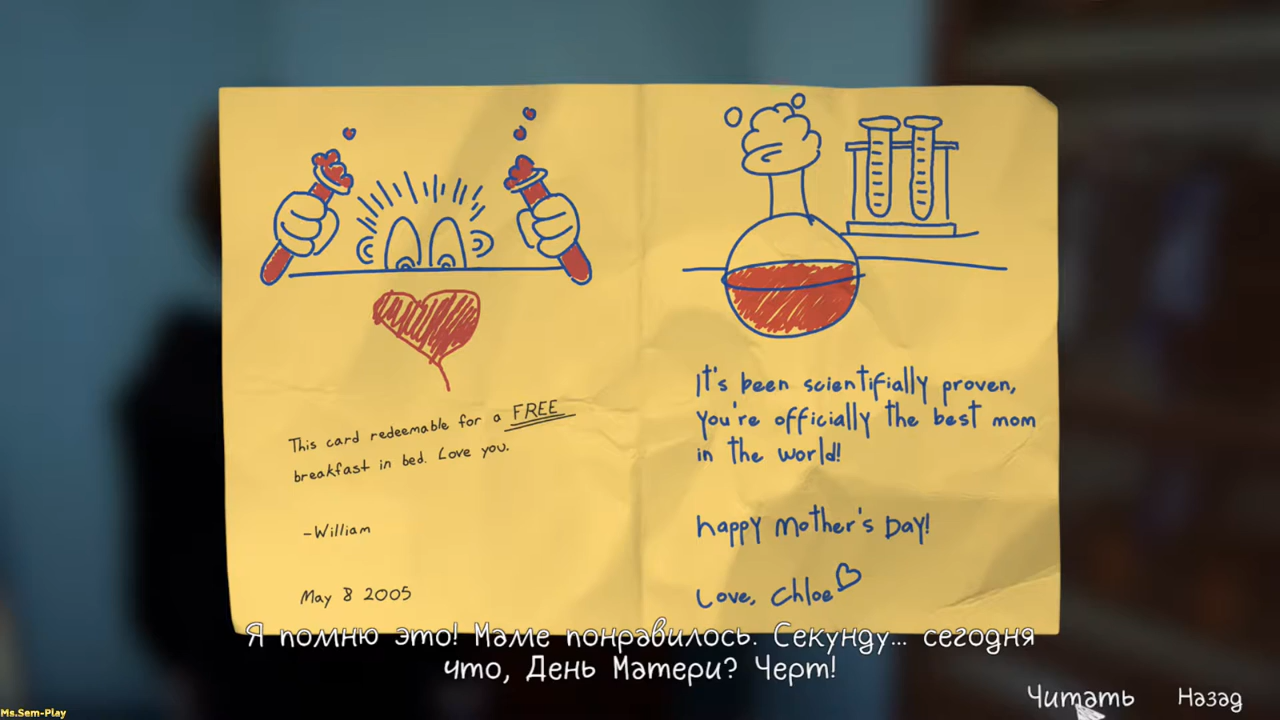 This card redeemable for a FREE
breakfast in bed. Love you.
-William
May 8 2005
It's been scientifially proven,
you're officially the best mom
in the world!
Happy Mother's Day!
Love, Chloe
Я помню это! Маме понравилось. Секунду... сегодня
что, День Матери? Черт!
Читать Назад
Ms.Sem-Play